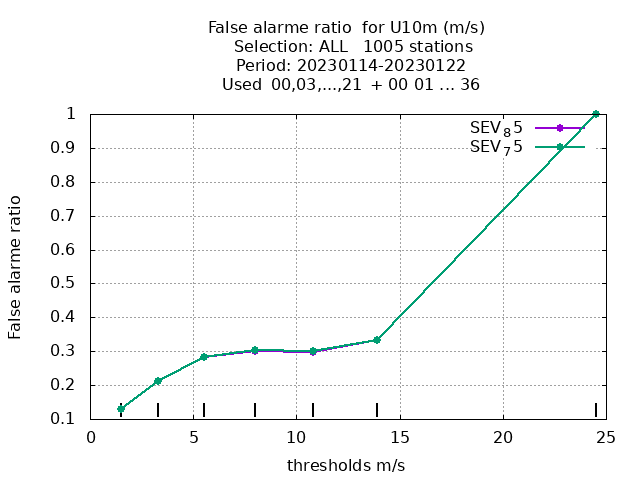 False alarme ratio  for U10m (m/s)
Selection: ALL   1005 stations
Period: 20230114-20230122
Used  00,03,...,21  + 00 01 ... 36
1
0.9
0.8
0.7
0.6
0.5
0.4
0.3
0.2
0.1
False alarme ratio
SEV₈5
SEV₇5
0
5
10
15
20
25
thresholds m/s